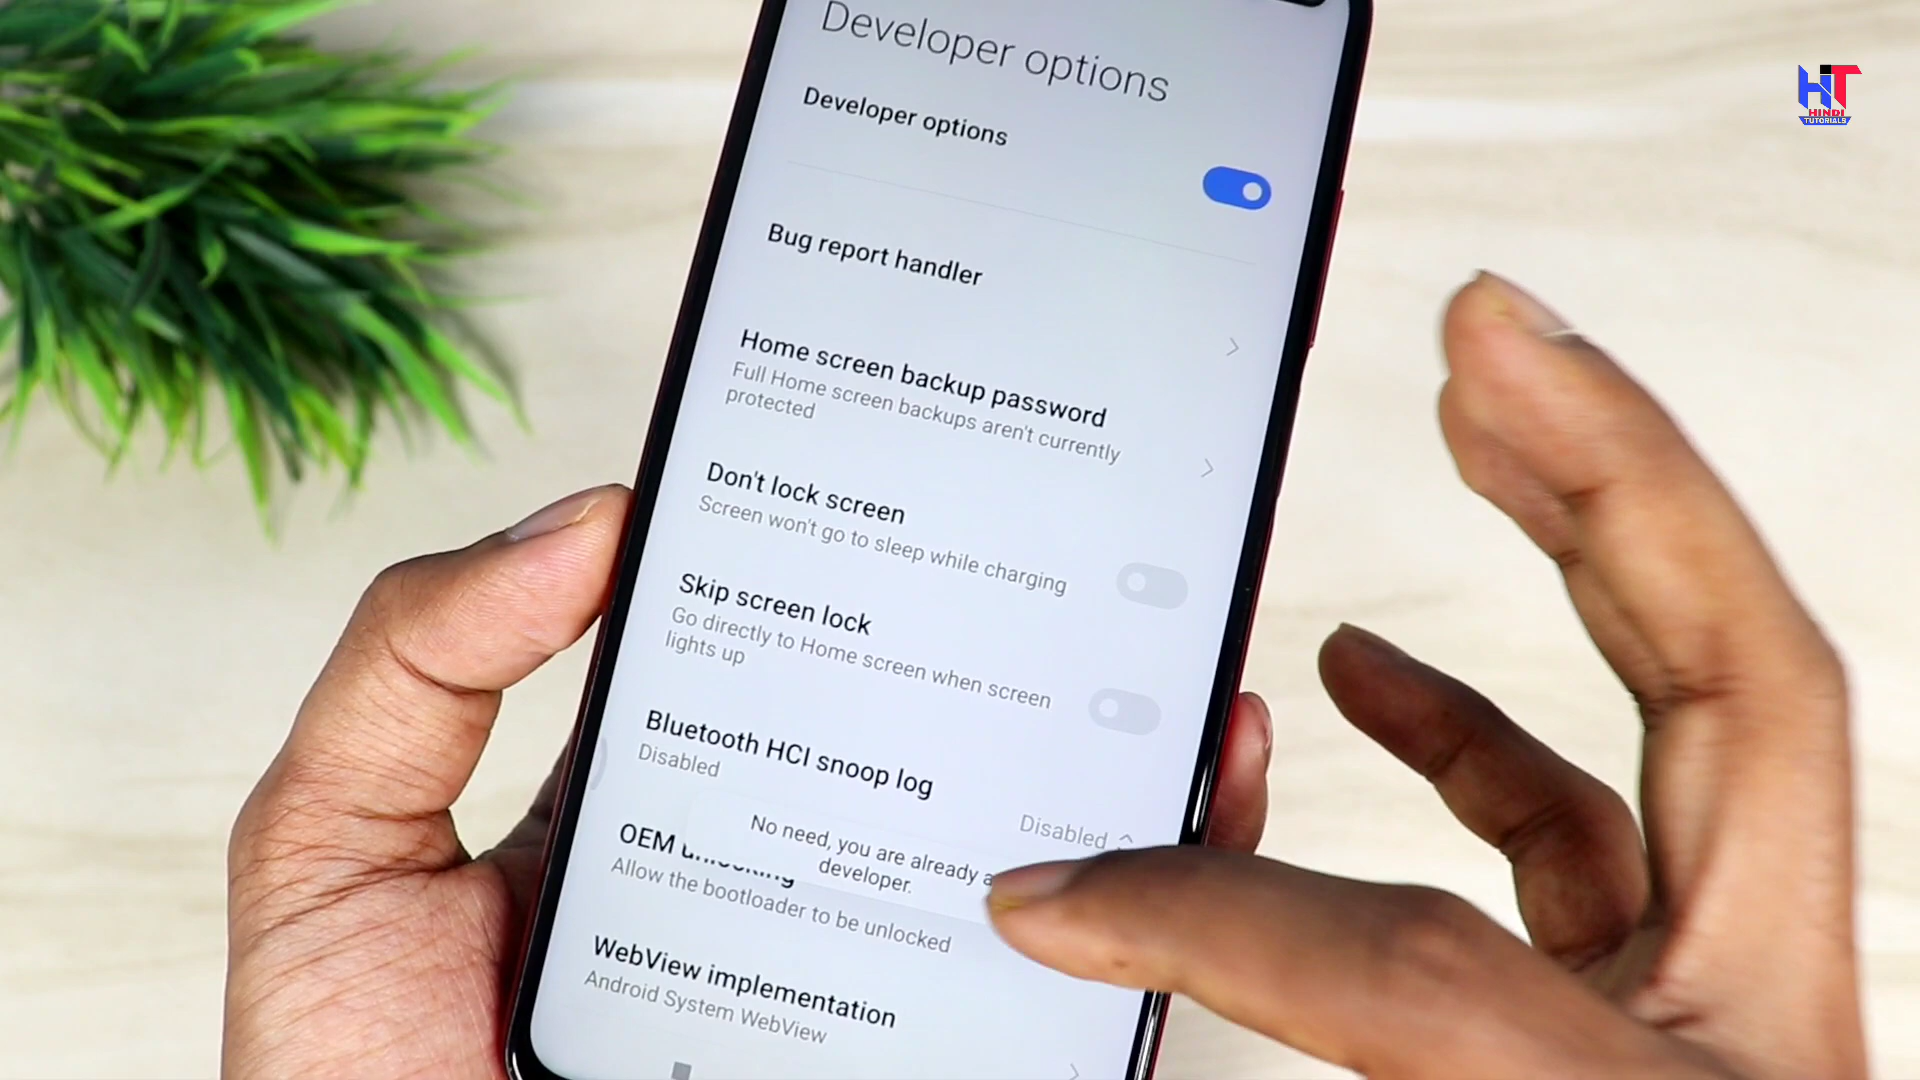 Developer options
Developer options
Bug report handler
Home screen backup password
Full Home screen backups aren't currently
protected
Don't lock screen
Screen won't go to sleep while charging
Skip screen lock
Go directly to Home screen when screen
lights up
Bluetooth HCI snoop log
Disabled
Disabled
No need, you are already a
developer.
OEM unlocking
Allow the bootloader to be unlocked
WebView implementation
Android System WebView
HT
HINDI
TUTORIALS